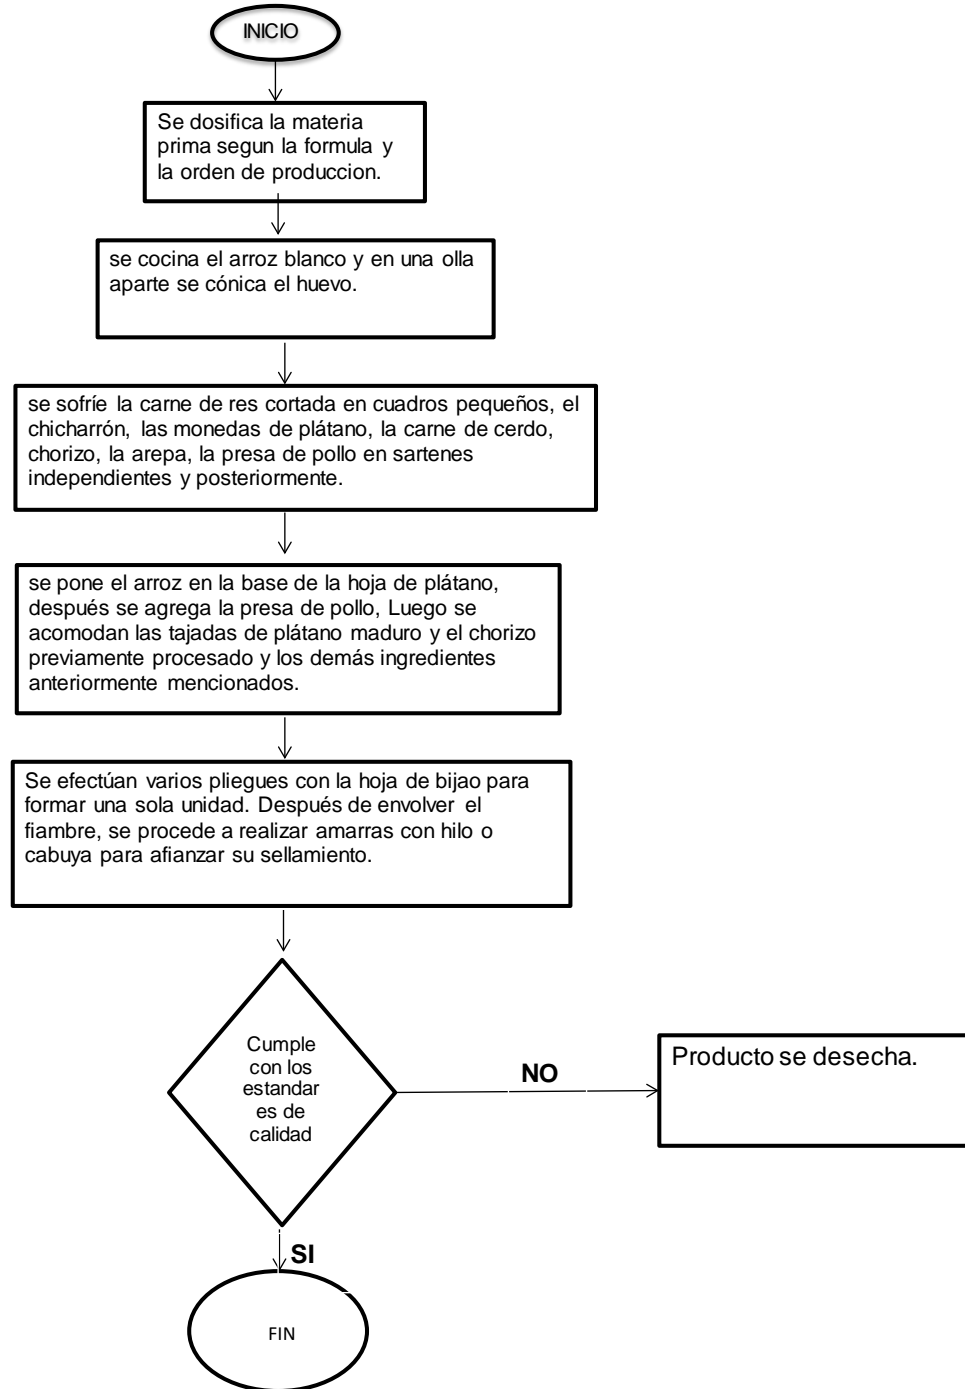 INICIO
Se dosifica la materia
prima segun la formula y
la orden de produccion.
se cocina el arroz blanco y en una olla
aparte se cónica el huevo.
se sofríe la carne de res cortada en cuadros pequeños, el
chicharrón, las monedas de plátano, la carne de cerdo,
chorizo, la arepa, la presa de pollo en sartenes
independientes y posteriormente.
se pone el arroz en la base de la hoja de plátano,
después se agrega la presa de pollo, Luego se
acomodan las tajadas de plátano maduro y el chorizo
previamente procesado y los demás ingredientes
anteriormente mencionados.
Se efectúan varios pliegues con la hoja de bijao para
formar una sola unidad. Después de envolver el
fiambre, se procede a realizar amarras con hilo o
cabuya para afianzar su sellamiento.
Cumple
con los
estandar
es de
calidad
NO
Producto se desecha.
SI
FIN